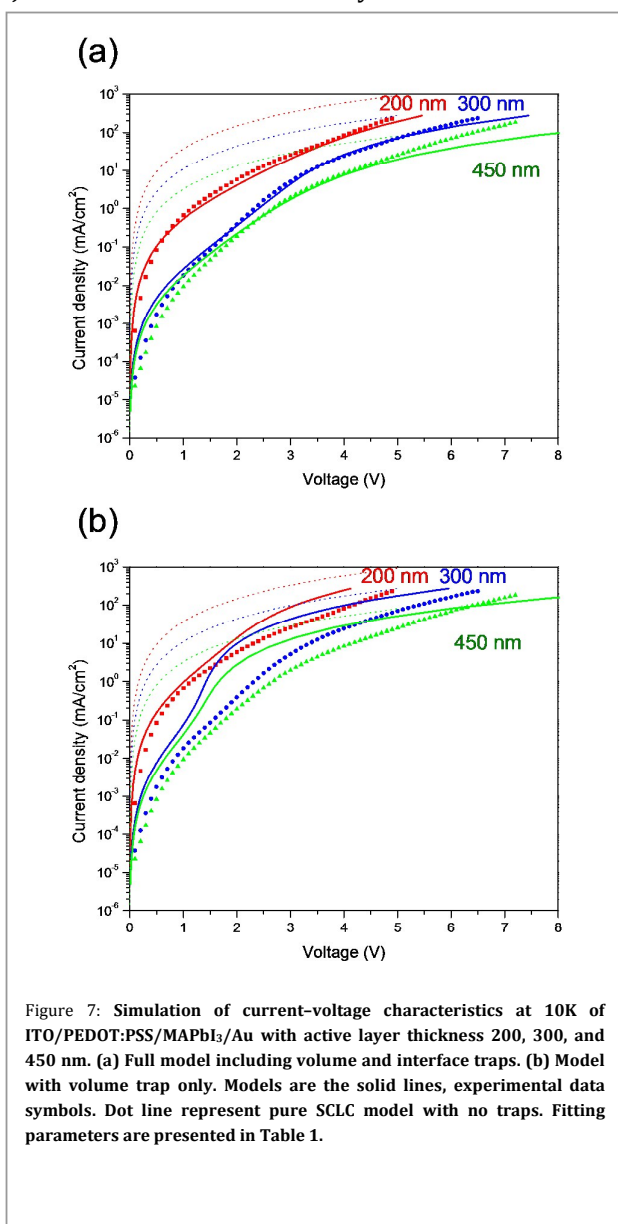 (a)
10³
10²
10¹
10⁰
10⁻¹
10⁻²
10⁻³
10⁻⁴
10⁻⁵
10⁻⁶
Current density (mA/cm²)
200 nm
300 nm
450 nm
0 1 2 3 4 5 6 7 8
Voltage (V)
(b)
10³
10²
10¹
10⁰
10⁻¹
10⁻²
10⁻³
10⁻⁴
10⁻⁵
10⁻⁶
Current density (mA/cm²)
200 nm
300 nm
450 nm
0 1 2 3 4 5 6 7 8
Voltage (V)
Figure 7: Simulation of current–voltage characteristics at 10K of
ITO/PEDOT:PSS/MAPbI₃/Au with active layer thickness 200, 300, and
450 nm. (a) Full model including volume and interface traps. (b) Model
with volume trap only. Models are the solid lines, experimental data
symbols. Dot line represent pure SCLC model with no traps. Fitting
parameters are presented in Table 1.